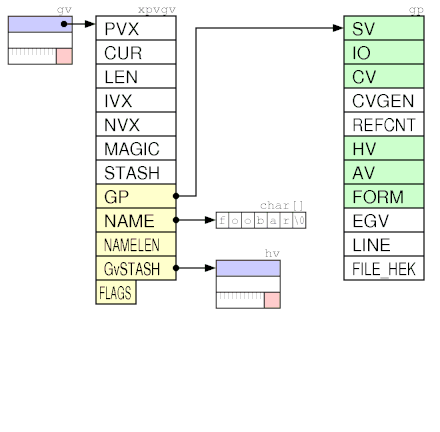 gv
xpvgv
gp
PVX
CUR
LEN
IVX
NVX
MAGIC
STASH
GP
NAME
NAMELEN
GvSTASH
FLAGS
char[]
f o o b a r \0
hv
SV
IO
CV
CVGEN
REFCNT
HV
AV
FORM
EGV
LINE
FILE_HEK